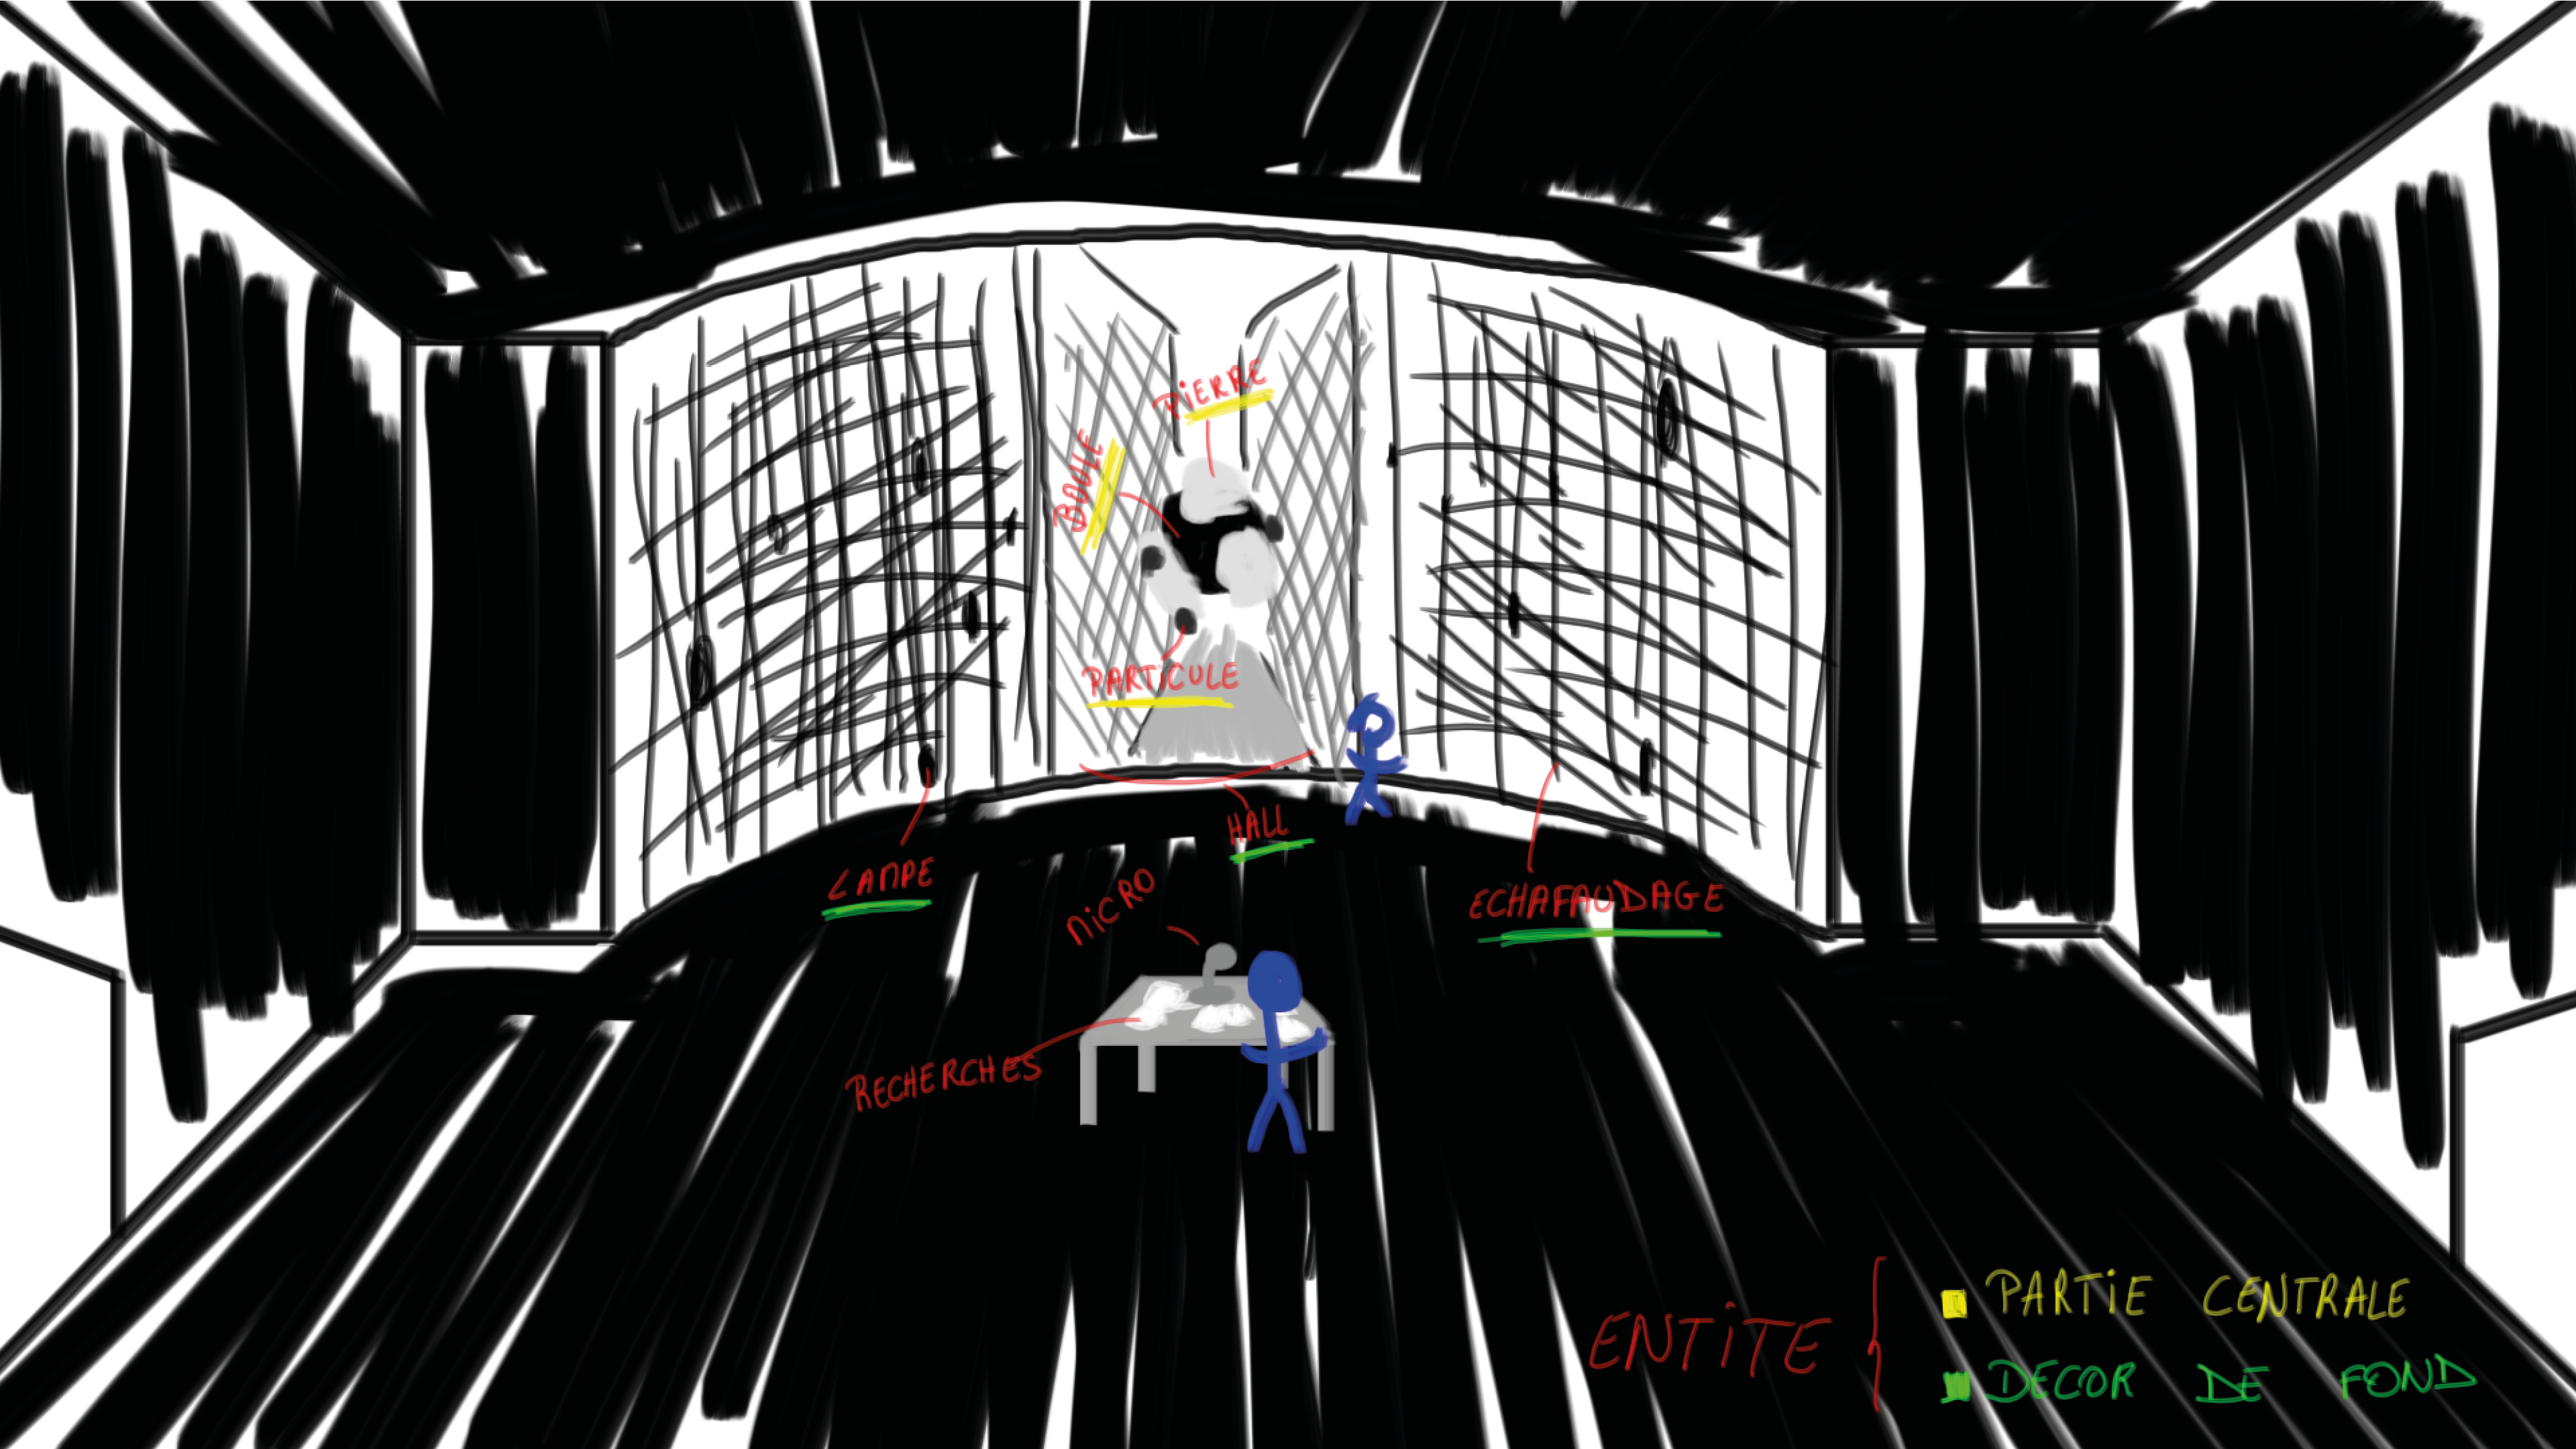 PiERRE
BOULE
PARTiCULE
HALL
LAMPE
MiCRO
ECHAFAUDAGE
RECHERCHES
ENTiTE
PARTiE CENTRALE
DECOR DE FOND